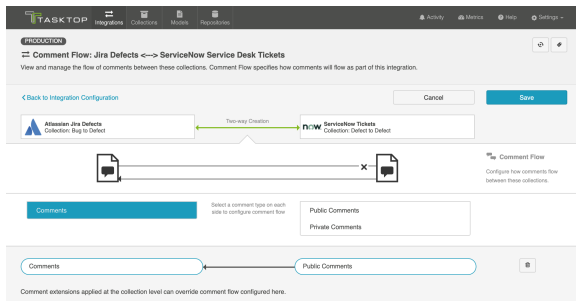 TASKTOP
Integrations
Collections
Models
Repositories
Activity
Metrics
Help
Settings
PRODUCTION
Comment Flow: Jira Defects <---> ServiceNow Service Desk Tickets
View and manage the flow of comments between these collections. Comment Flow specifies how comments will flow as part of this integration.
Back to Integration Configuration
Cancel
Save
Atlassian Jira Defects
Collection: Bug to Defect
Two-way Creation
now
ServiceNow Tickets
Collection: Defect to Defect
Comment Flow
Configure how comments flow
between these collections.
Comments
Select a comment type on each
side to configure comment flow
Public Comments
Private Comments
Comments
Public Comments
Comment extensions applied at the collection level can override comment flow configured here.